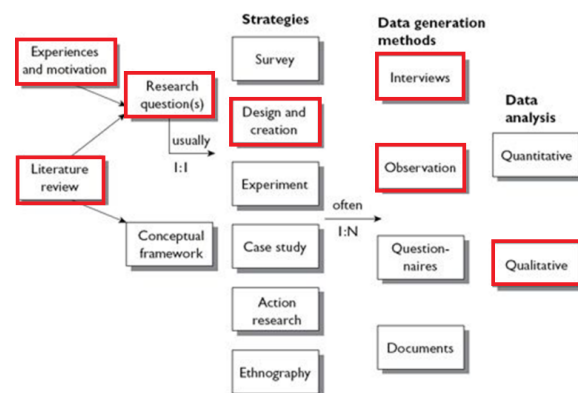 Experiences
and motivation
Literature
review
Research
question(s)
usually
1:1
Conceptual
framework
Strategies
Survey
Design and
creation
Experiment
Case study
Action
research
Ethnography
often
1:N
Data generation
methods
Interviews
Observation
Question-
naires
Documents
Data
analysis
Quantitative
Qualitative